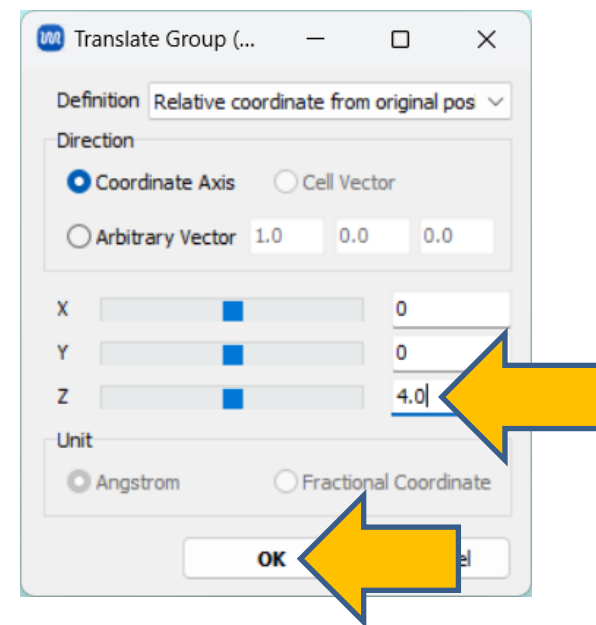 Translate Group (...
Definition Relative coordinate from original pos
Direction
Coordinate Axis Cell Vector
Arbitrary Vector 1.0 0.0 0.0
X 0
Y 0
Z 4.0
Unit
Angstrom Fractional Coordinate
OK